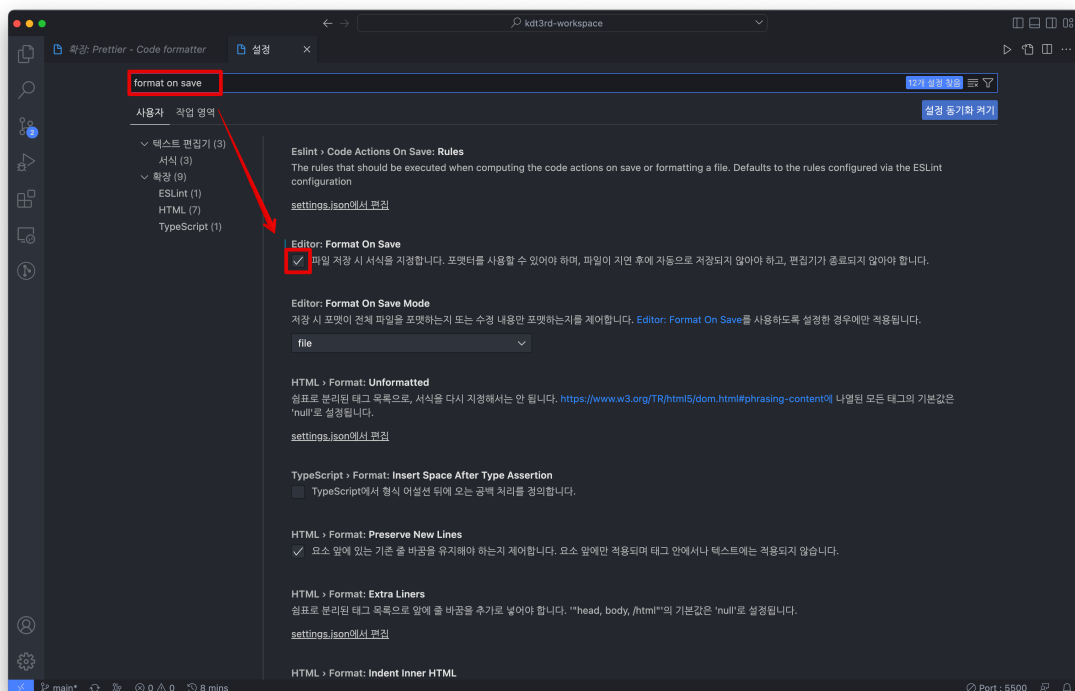 kdt3rd-workspace
확장: Prettier - Code formatter
설정
format on save
12개 설정 찾음
사용자 작업 영역
설정 동기화 켜기
텍스트 편집기 (3)
서식 (3)
확장 (9)
ESLint (1)
HTML (7)
TypeScript (1)
Eslint › Code Actions On Save: Rules
The rules that should be executed when computing the code actions on save or formatting a file. Defaults to the rules configured via the ESLint
configuration
settings.json에서 편집
Editor: Format On Save
파일 저장 시 서식을 지정합니다. 포맷터를 사용할 수 있어야 하며, 파일이 지연 후에 자동으로 저장되지 않아야 하고, 편집기가 종료되지 않아야 합니다.
Editor: Format On Save Mode
저장 시 포맷이 전체 파일을 포맷하는지 또는 수정 내용만 포맷하는지를 제어합니다. Editor: Format On Save를 사용하도록 설정한 경우에만 적용됩니다.
file
HTML › Format: Unformatted
쉼표로 분리된 태그 목록으로, 서식을 다시 지정해서는 안 됩니다. https://www.w3.org/TR/html5/dom.html#phrasing-content에 나열된 모든 태그의 기본값은
'null'로 설정됩니다.
settings.json에서 편집
TypeScript › Format: Insert Space After Type Assertion
TypeScript에서 형식 어설션 뒤에 오는 공백 처리를 정의합니다.
HTML › Format: Preserve New Lines
요소 앞에 있는 기존 줄 바꿈을 유지해야 하는지 제어합니다. 요소 앞에만 적용되며 태그 안에서나 텍스트에는 적용되지 않습니다.
HTML › Format: Extra Liners
쉼표로 분리된 태그 목록으로 앞에 줄 바꿈을 추가로 넣어야 합니다. '"head, body, /html"'의 기본값은 'null'로 설정됩니다.
settings.json에서 편집
HTML › Format: Indent Inner HTML
2
main* 0 0 8 mins
Port : 5500